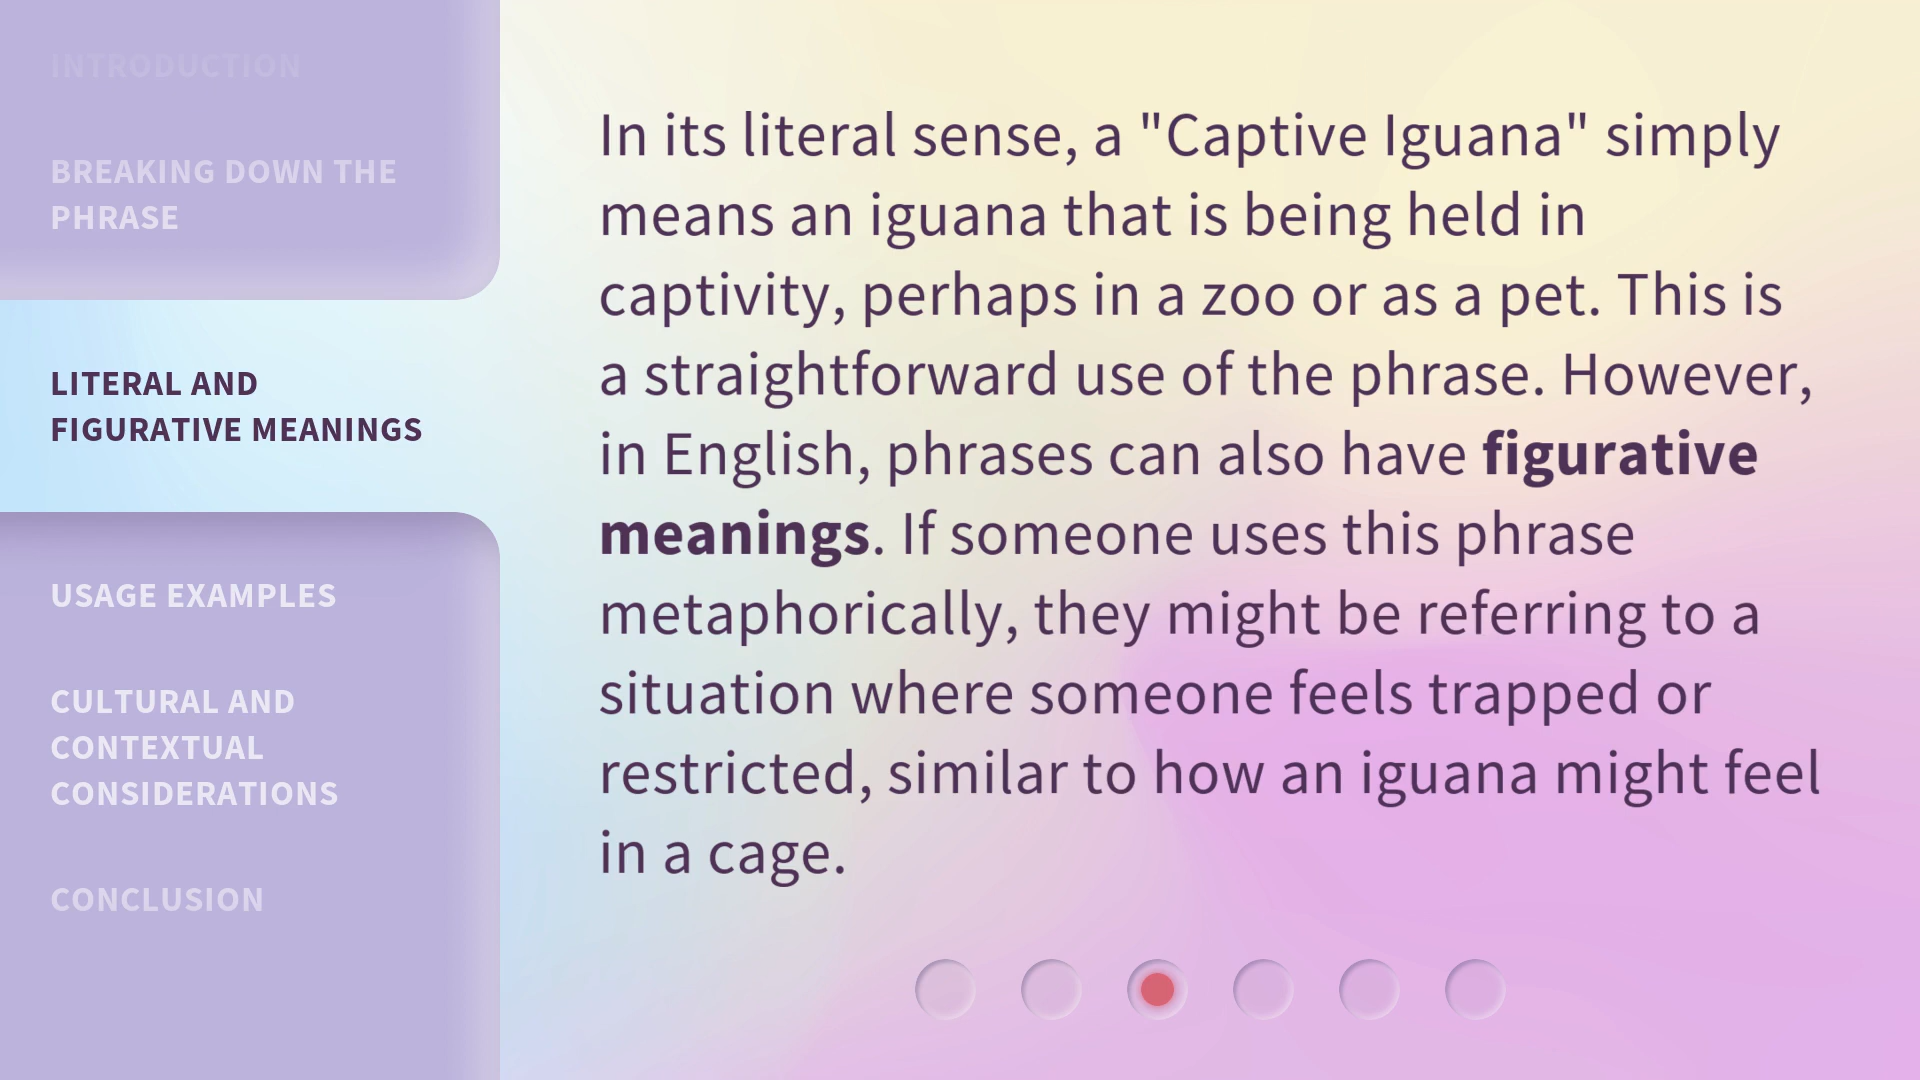 INTRODUCTION
BREAKING DOWN THE
PHRASE
LITERAL AND
FIGURATIVE MEANINGS
USAGE EXAMPLES
CULTURAL AND
CONTEXTUAL
CONSIDERATIONS
CONCLUSION
In its literal sense, a "Captive Iguana" simply
means an iguana that is being held in
captivity, perhaps in a zoo or as a pet. This is
a straightforward use of the phrase. However,
in English, phrases can also have figurative
meanings. If someone uses this phrase
metaphorically, they might be referring to a
situation where someone feels trapped or
restricted, similar to how an iguana might feel
in a cage.